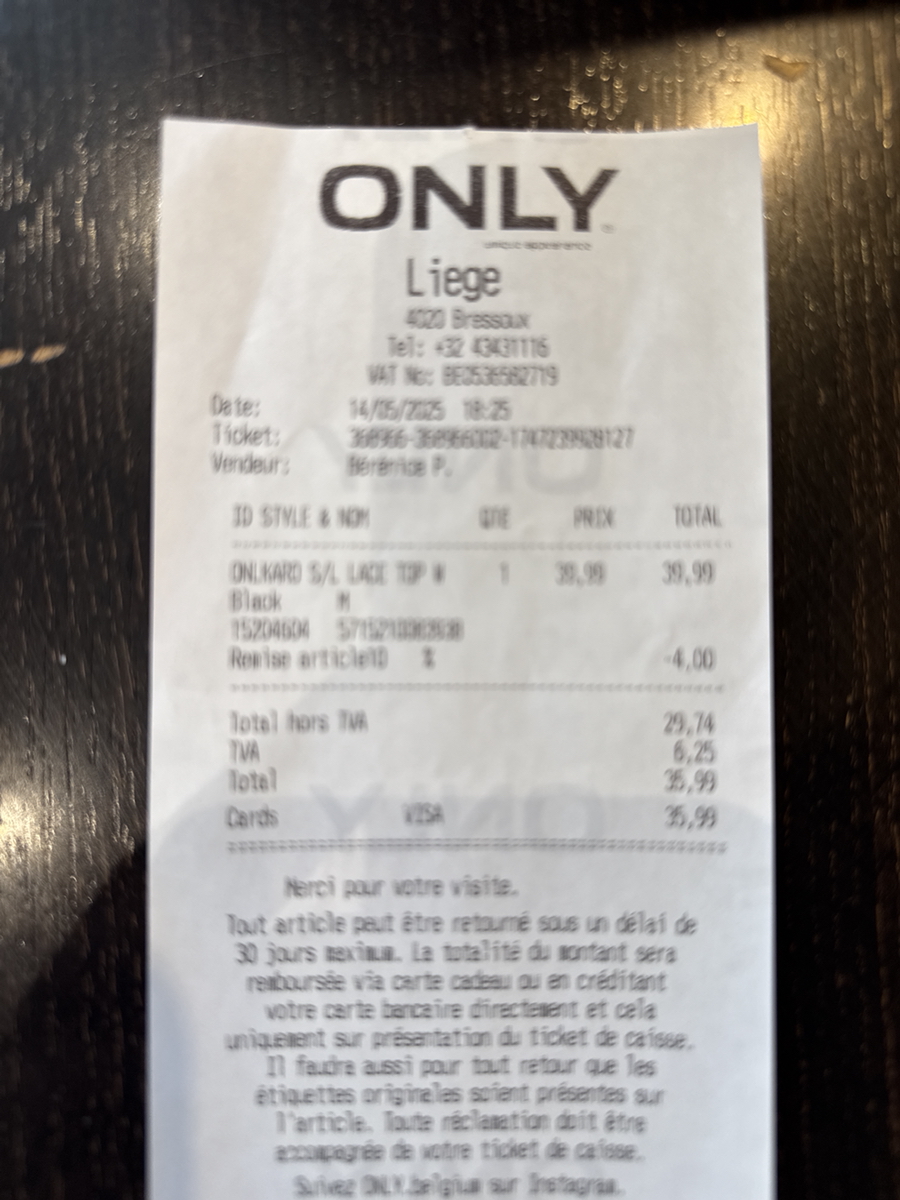 ONLY
unique appearance
Liege
4020 Bressoux
Tel: +32 43431116
VAT No: BE0536582719
Date: 14/05/2025 18:25
Ticket:
Vendeur: Bérénice P.
ID STYLE & NOM QTE PRIX TOTAL
ONLKARO S/L LACE TOP W 1 39,99 39,99
Black M
15204604
Remise article10 % -4,00
Total hors TVA 29,74
TVA 6,25
Total 35,99
Cards VISA 35,99
Merci pour votre visite.
Tout article peut être retourné sous un délai de
30 jours maximum. La totalité du montant sera
remboursée via carte cadeau ou en créditant
votre carte bancaire directement et cela
uniquement sur présentation du ticket de caisse.
Il faudra aussi pour tout retour que les
étiquettes originales soient présentes sur
l'article. Toute réclamation doit être
accompagnée de votre ticket de caisse.
Suivez ONLY.belgium sur Instagram.